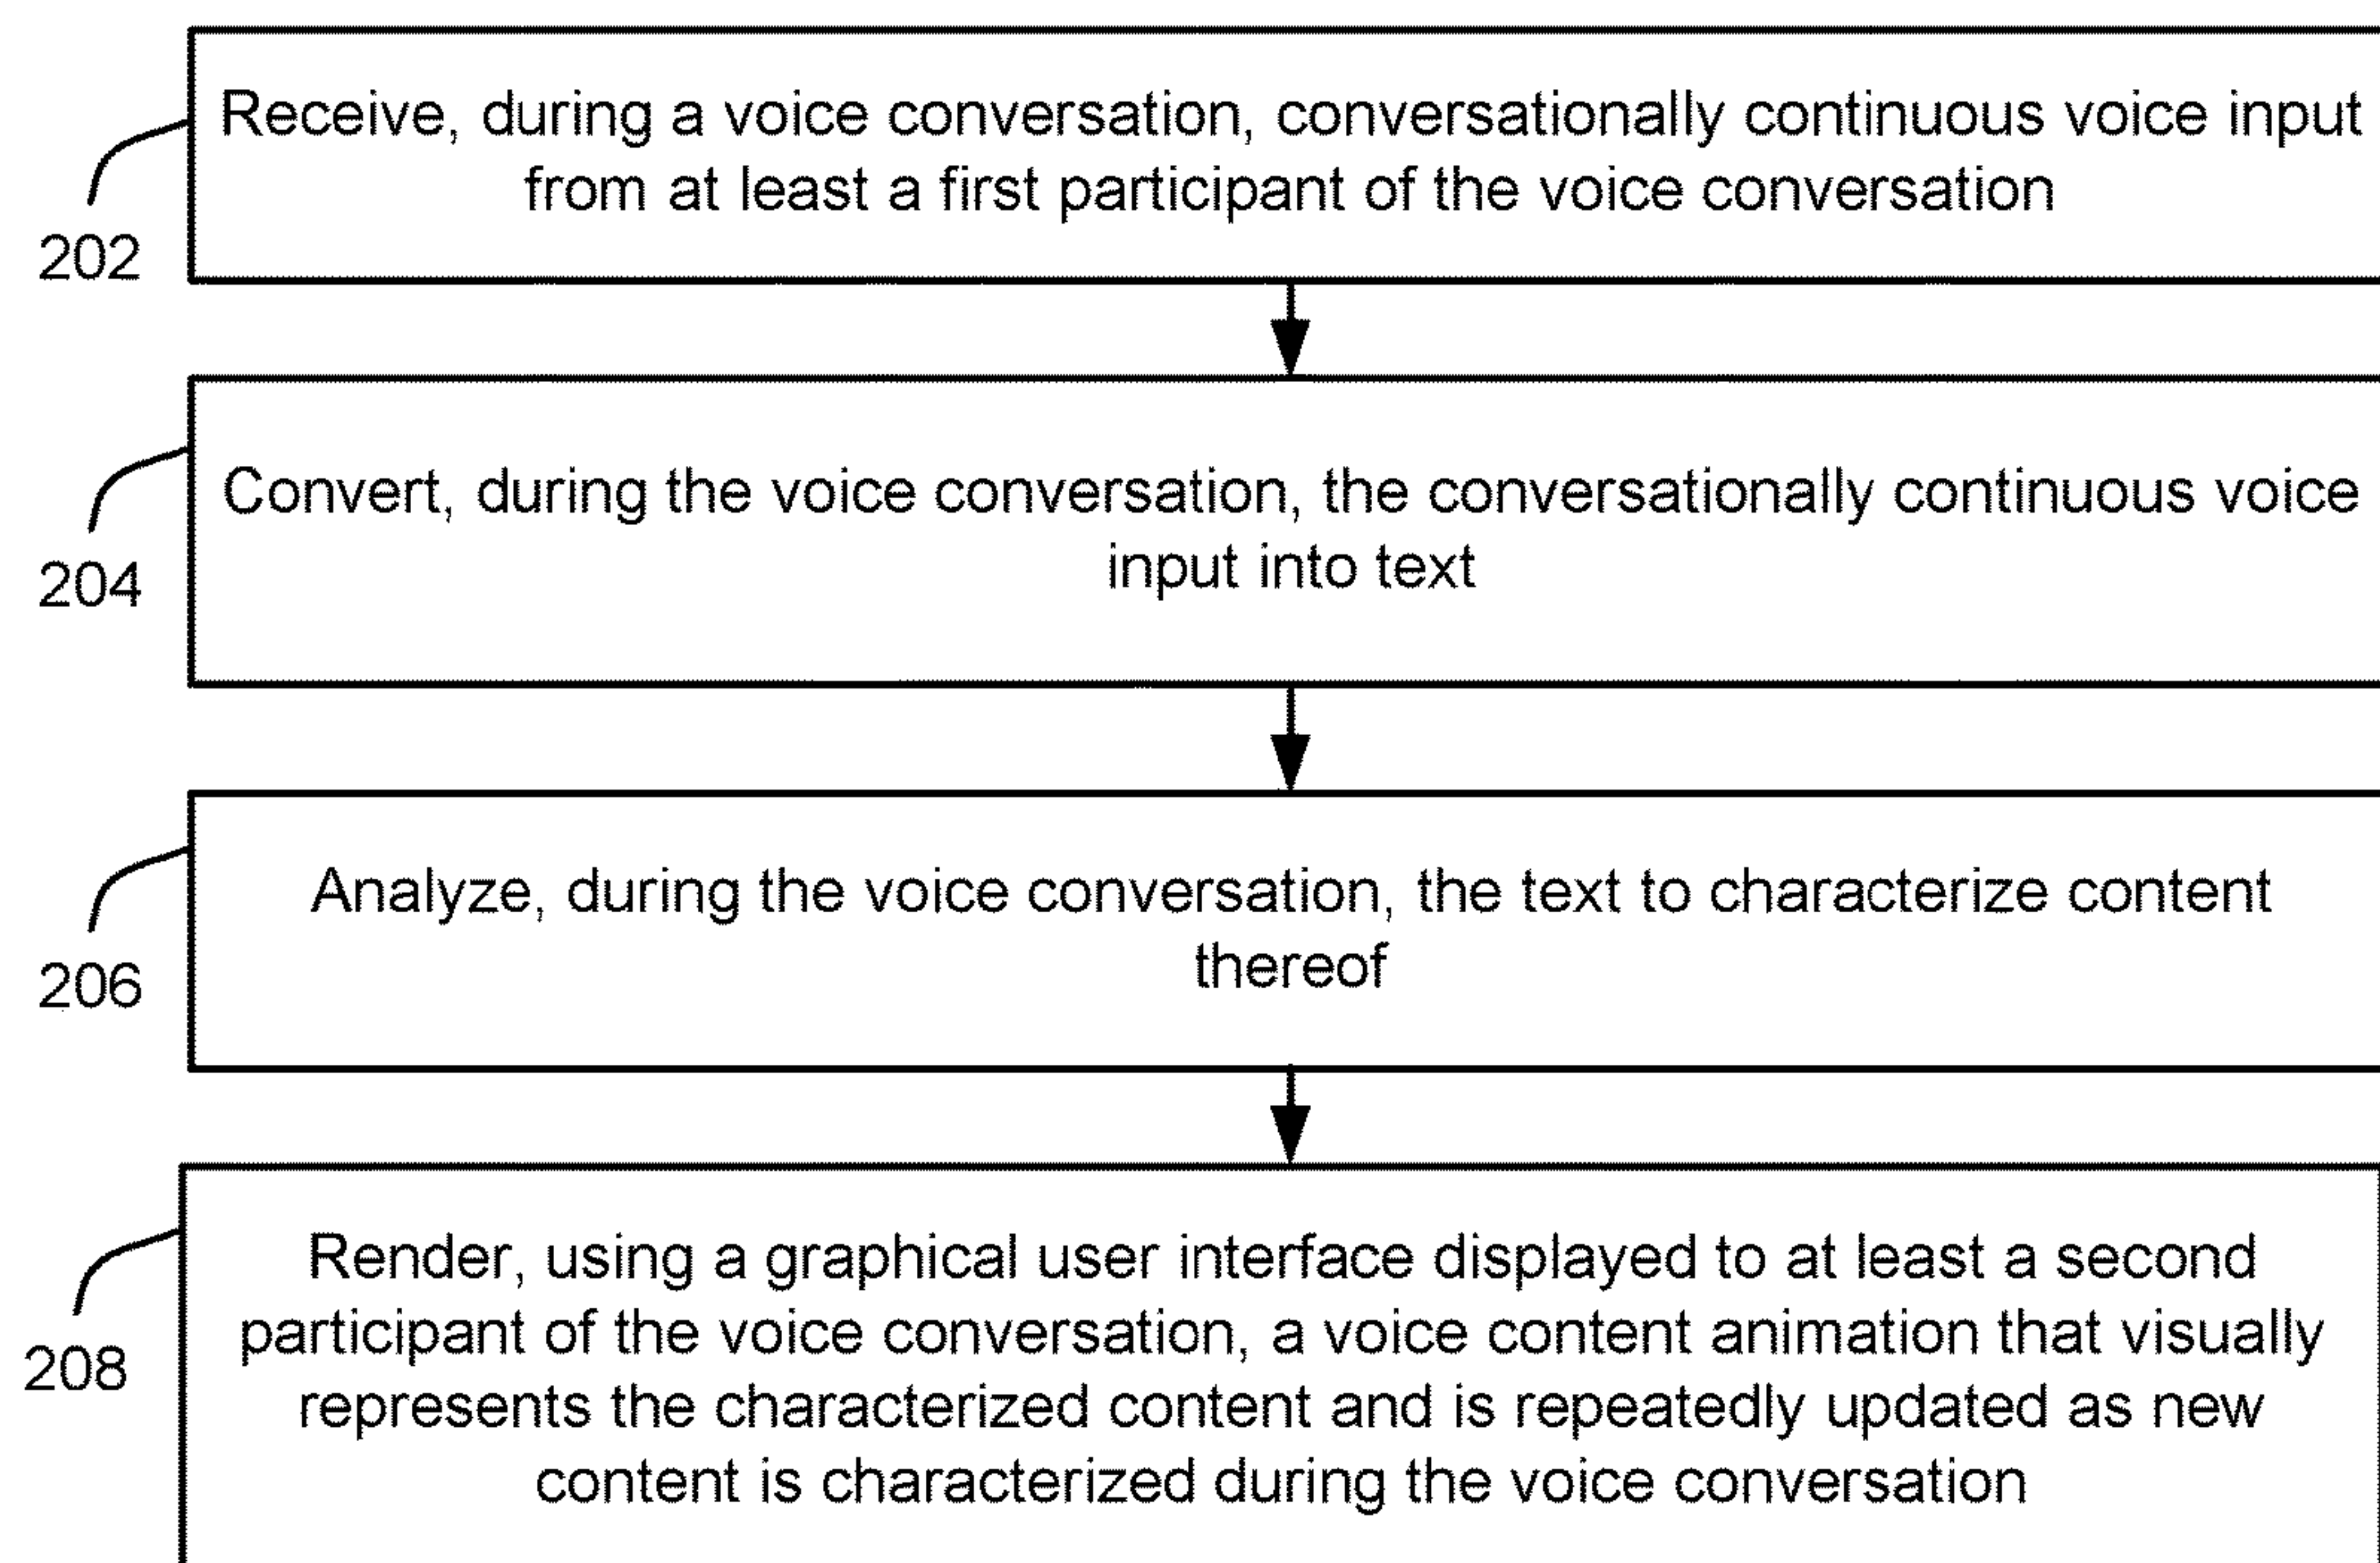 Receive, during a voice conversation, conversationally continuous voice input
from at least a first participant of the voice conversation
202
Convert, during the voice conversation, the conversationally continuous voice
input into text
204
Analyze, during the voice conversation, the text to characterize content
thereof
206
Render, using a graphical user interface displayed to at least a second
participant of the voice conversation, a voice content animation that visually
represents the characterized content and is repeatedly updated as new
content is characterized during the voice conversation
208